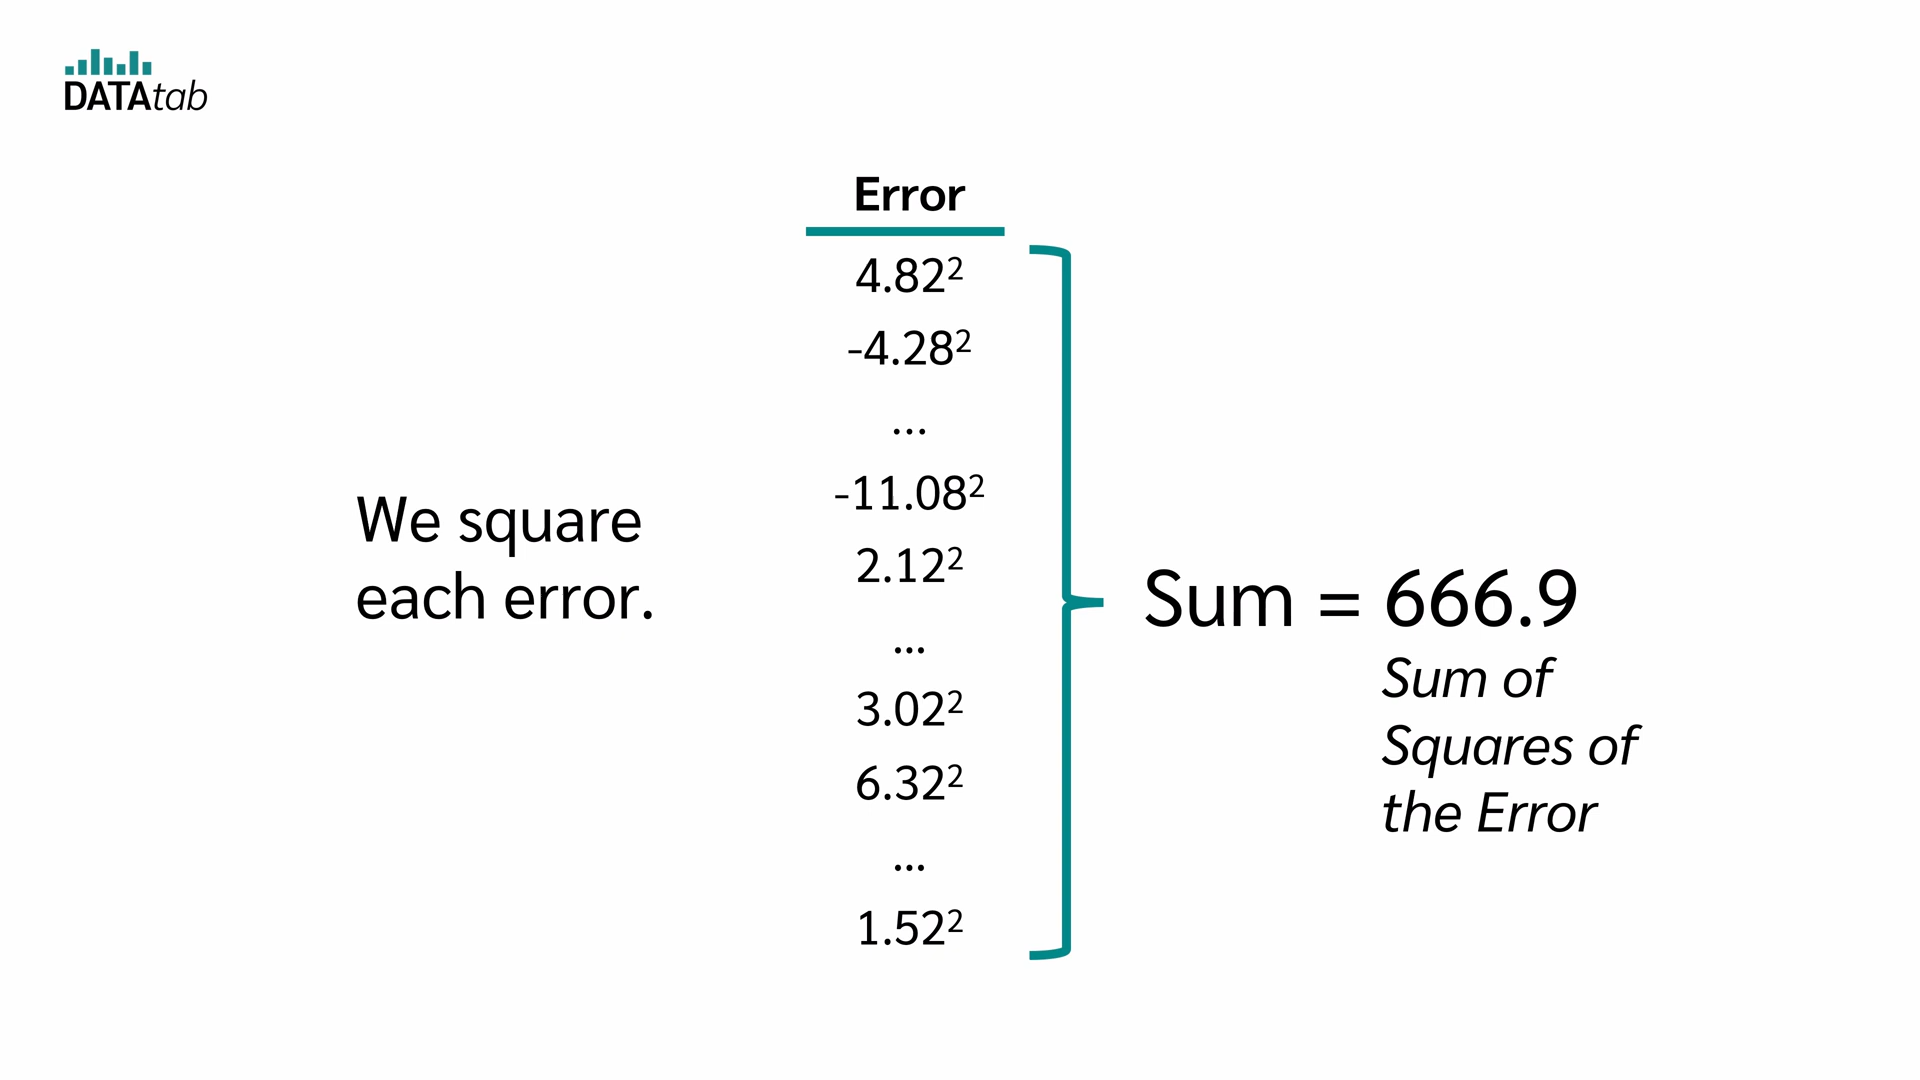 DATAtab
Error
4.82²
-4.28²
...
-11.08²
2.12²
...
3.02²
6.32²
...
1.52²
We square
each error.
Sum = 666.9
Sum of
Squares of
the Error